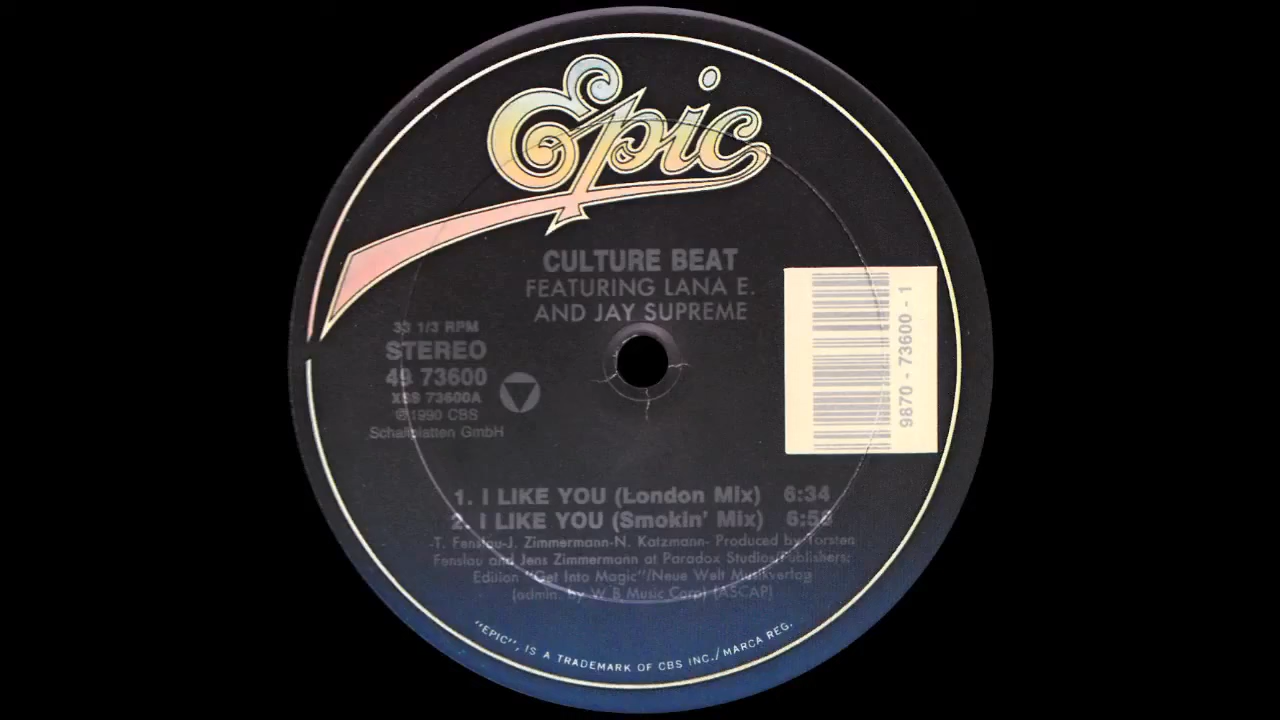 Epic
CULTURE BEAT
FEATURING LANA E.
AND JAY SUPREME
33 1/3 RPM
STEREO
49 73600
XSS 73600A
℗1990 CBS
Schallplatten GmbH
9870 - 73600 - 1
1. I LIKE YOU (London Mix) 6:34
2. I LIKE YOU (Smokin' Mix)
-T. Fenslau-J. Zimmermann-N. Katzmann- Produced by Torsten
Fenslau and Jens Zimmermann at Paradox Studios/Publishers:
Edition "Get Into Magic"/Neue Welt Musikverlag
(admin. by W B Music Corp) (ASCAP)
"EPIC", IS A TRADEMARK OF CBS INC./MARCA REG.